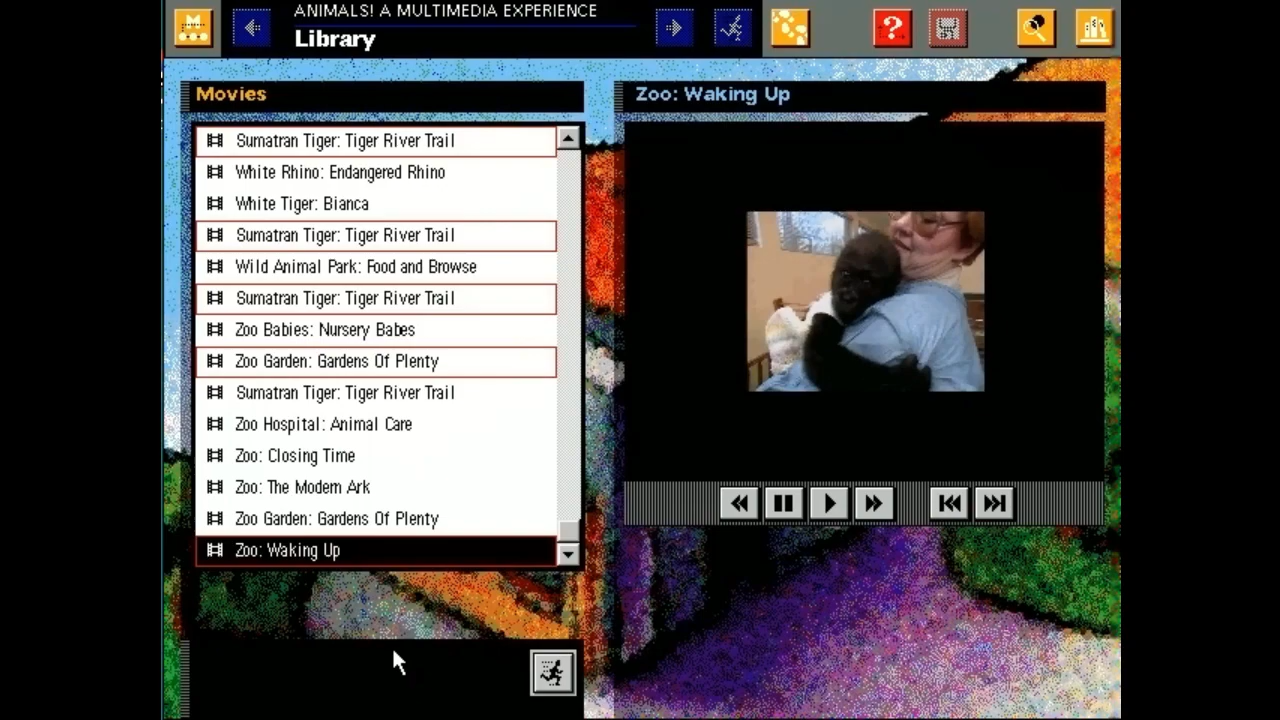 ANIMALS! A MULTIMEDIA EXPERIENCE
Library
Movies
Sumatran Tiger: Tiger River Trail
White Rhino: Endangered Rhino
White Tiger: Bianca
Sumatran Tiger: Tiger River Trail
Wild Animal Park: Food and Browse
Sumatran Tiger: Tiger River Trail
Zoo Babies: Nursery Babes
Zoo Garden: Gardens Of Plenty
Sumatran Tiger: Tiger River Trail
Zoo Hospital: Animal Care
Zoo: Closing Time
Zoo: The Modern Ark
Zoo Garden: Gardens Of Plenty
Zoo: Waking Up
Zoo: Waking Up